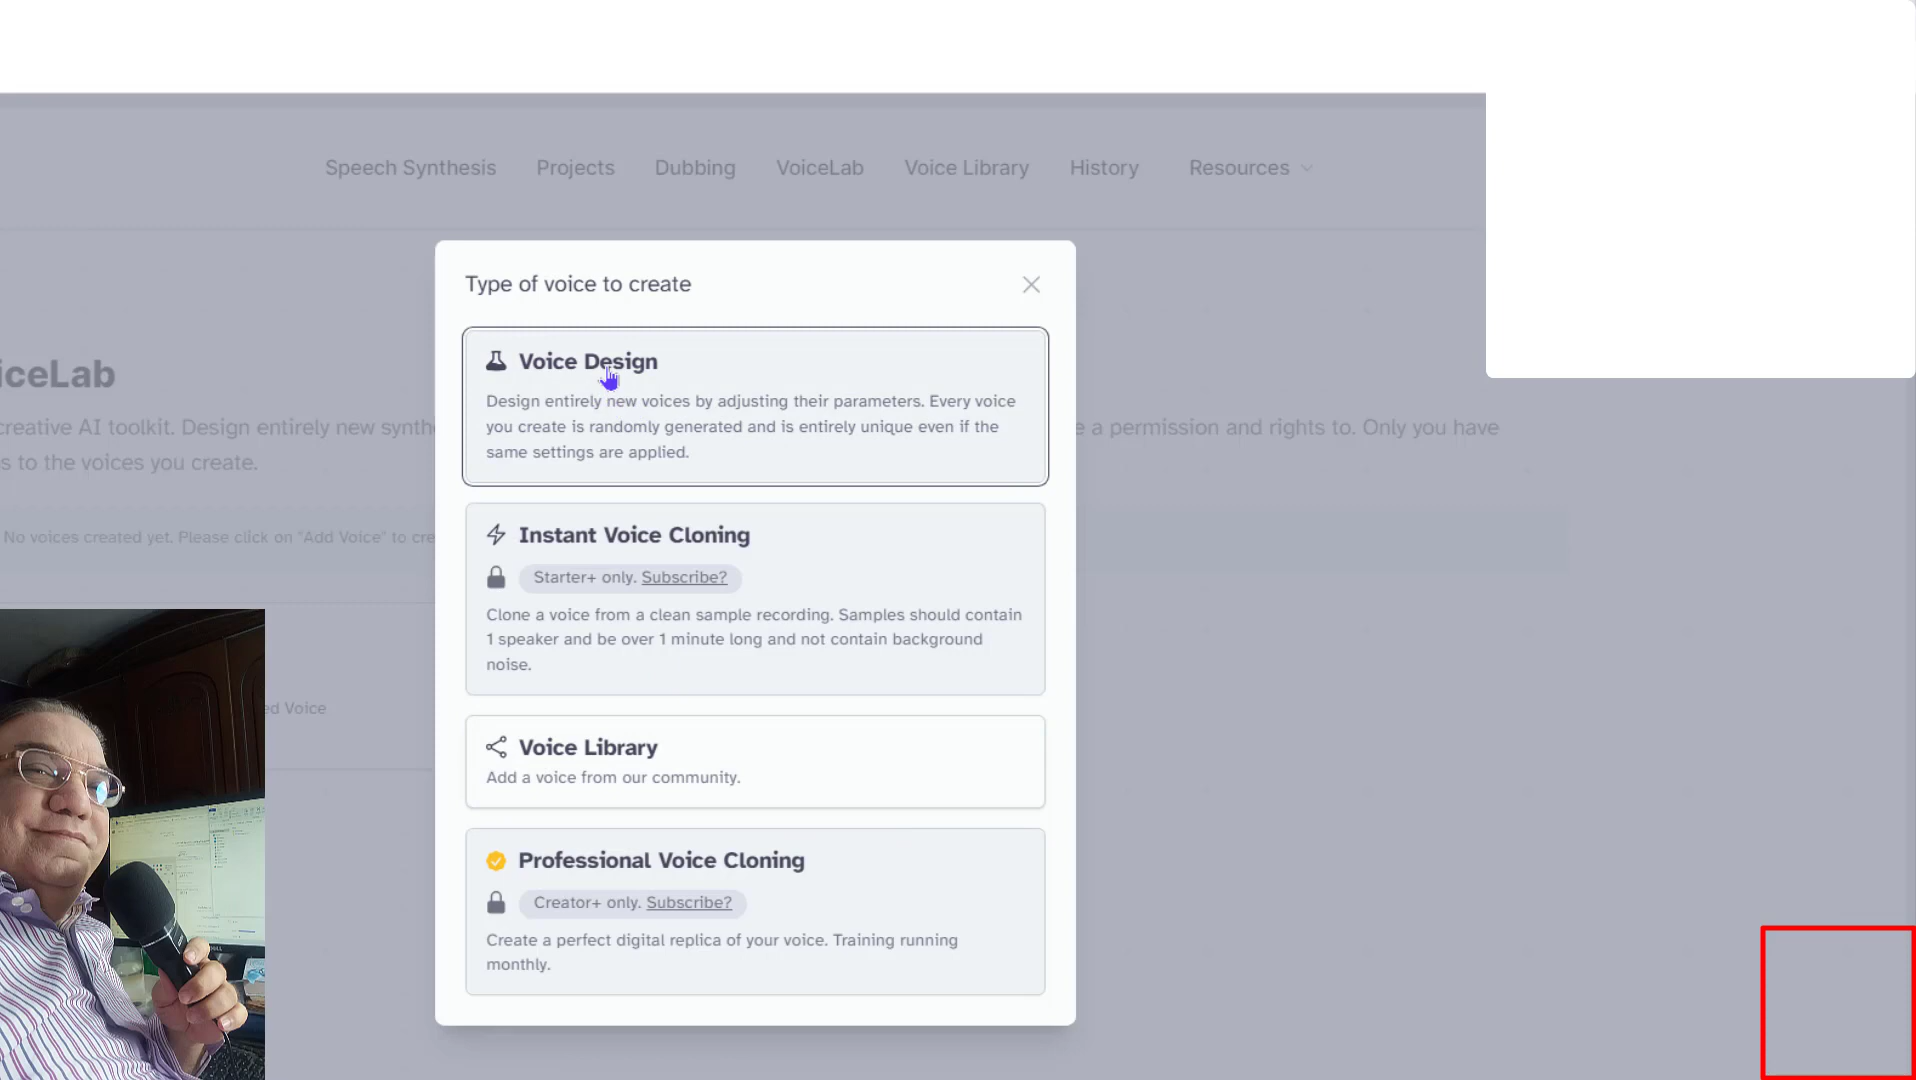 Speech Synthesis Projects Dubbing VoiceLab Voice Library History Resources
Type of voice to create
Voice Design
Design entirely new voices by adjusting their parameters. Every voice
you create is randomly generated and is entirely unique even if the
same settings are applied.
Instant Voice Cloning
Starter+ only. Subscribe?
Clone a voice from a clean sample recording. Samples should contain
1 speaker and be over 1 minute long and not contain background
noise.
Voice Library
Add a voice from our community.
Professional Voice Cloning
Creator+ only. Subscribe?
Create a perfect digital replica of your voice. Training running
monthly.
iceLab
creative AI toolkit. Design entirely new synth
e a permission and rights to. Only you have
s to the voices you create.
No voices created yet. Please click on "Add Voice" to cre
ed Voice